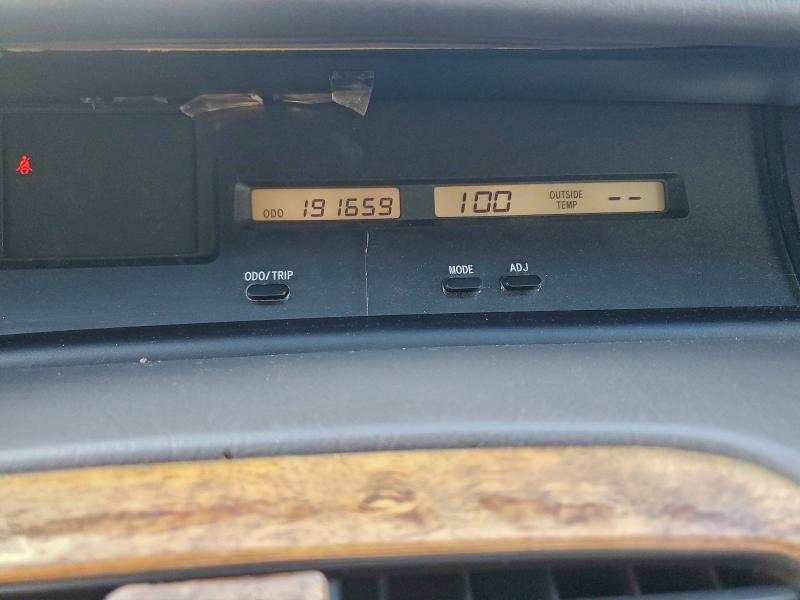 ODO 191659
100 OUTSIDE TEMP --
ODO/TRIP
MODE ADJ